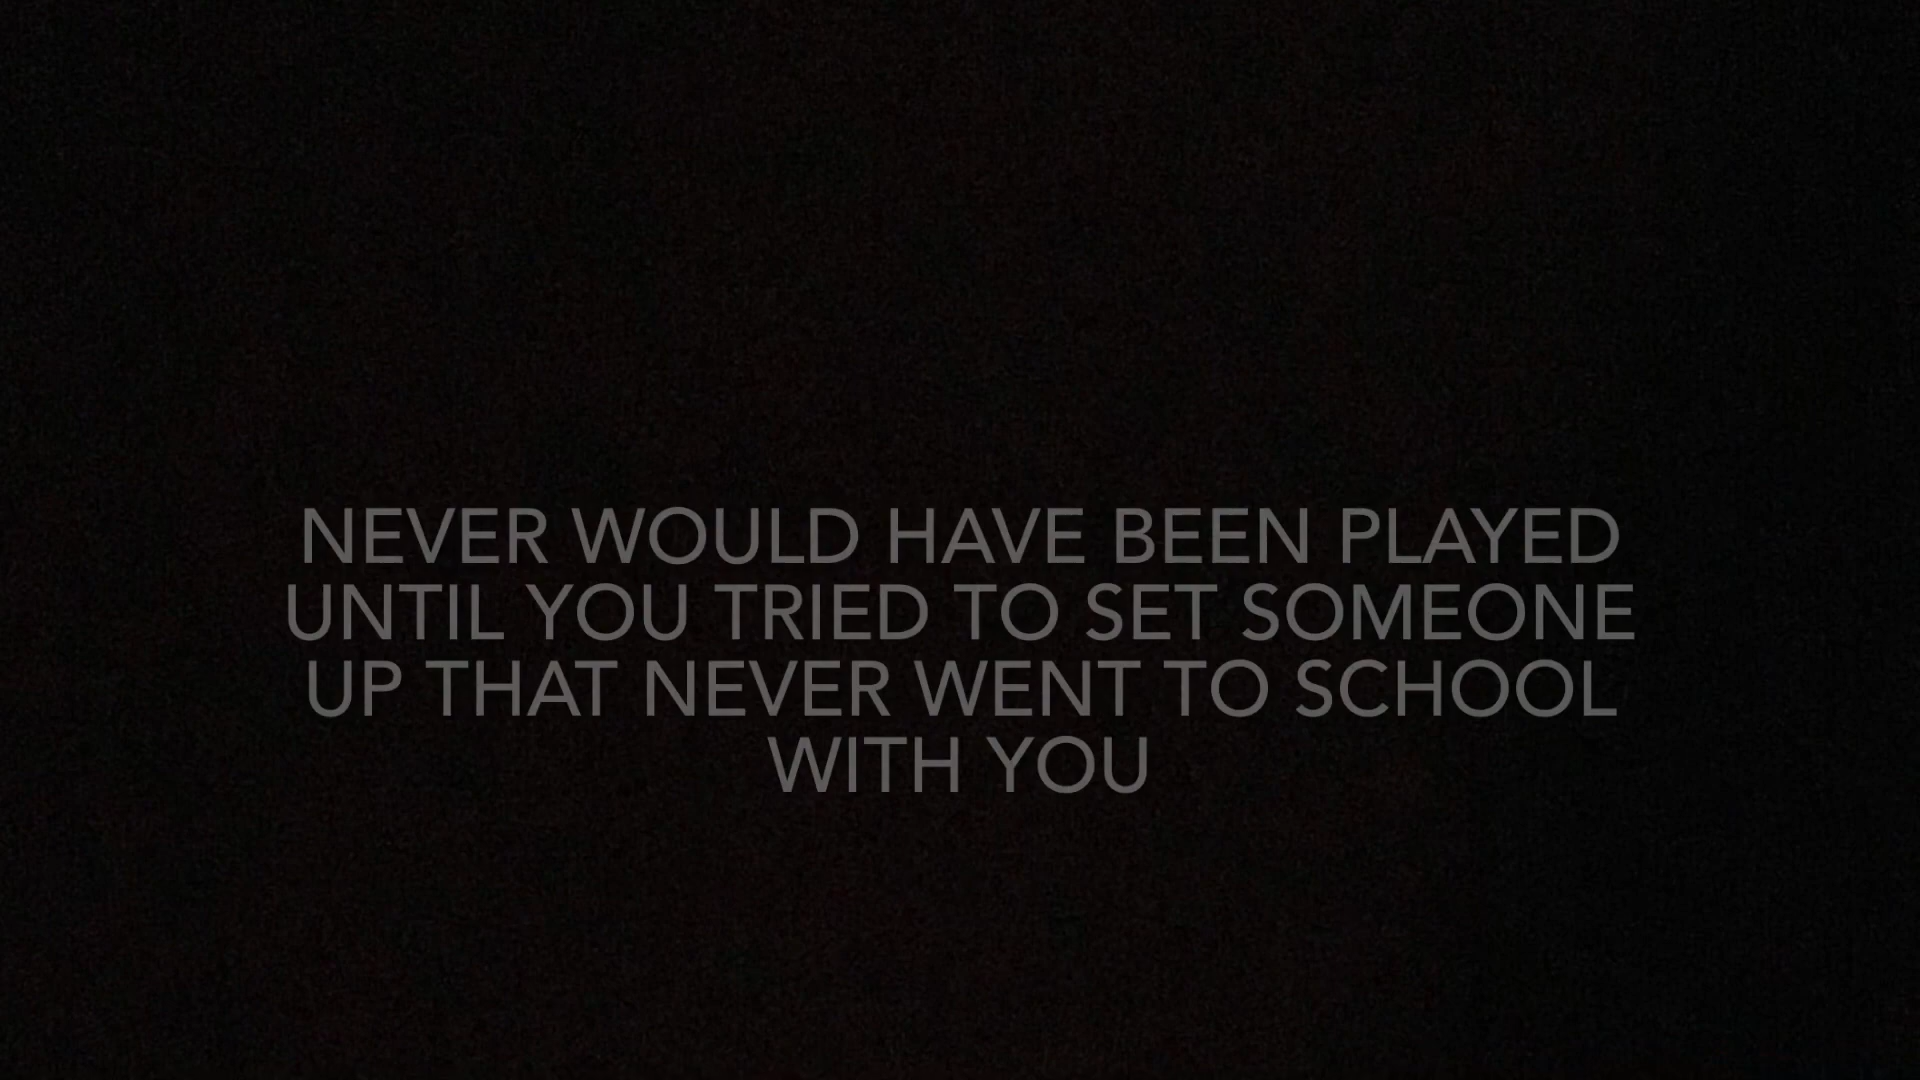 NEVER WOULD HAVE BEEN PLAYED
UNTIL YOU TRIED TO SET SOMEONE
UP THAT NEVER WENT TO SCHOOL
WITH YOU